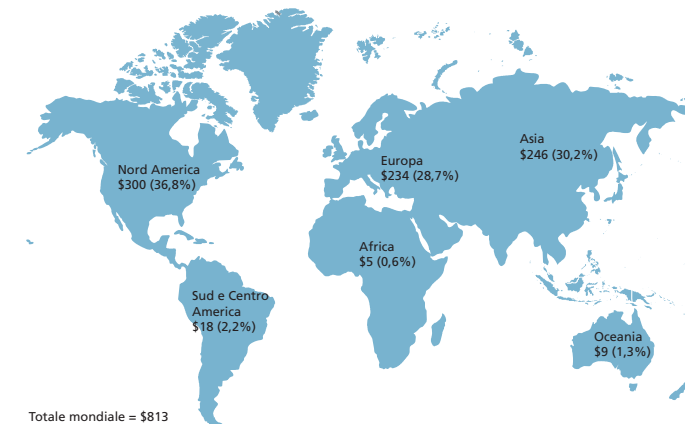 Asia
$246 (30,2%)
Europa
$234 (28,7%)
Nord America
$300 (36,8%)
Africa
$5 (0,6%)
Sud e Centro
America
$18 (2,2%)
Oceania
$9 (1,3%)
Totale mondiale = $813